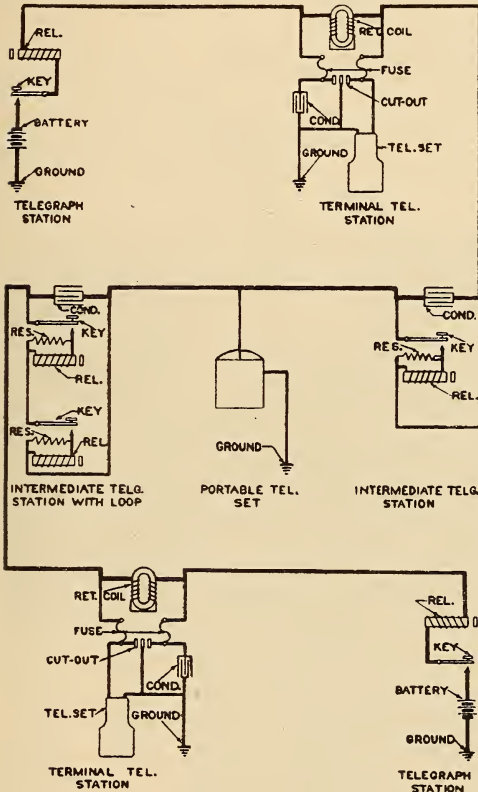 REL.
KEY
BATTERY
GROUND
TELEGRAPH
STATION
RET. COIL
FUSE
CUT-OUT
COND.
GROUND
TEL. SET
TERMINAL TEL.
STATION
COND.
KEY
RES.
REL.
KEY
RES.
REL.
INTERMEDIATE TELG.
STATION WITH LOOP
GROUND
PORTABLE TEL.
SET
COND.
KEY
RES.
REL.
INTERMEDIATE TELG.
STATION
RET. COIL
FUSE
CUT-OUT
COND.
TEL. SET
GROUND
TERMINAL TEL.
STATION
REL.
KEY
BATTERY
GROUND
TELEGRAPH
STATION